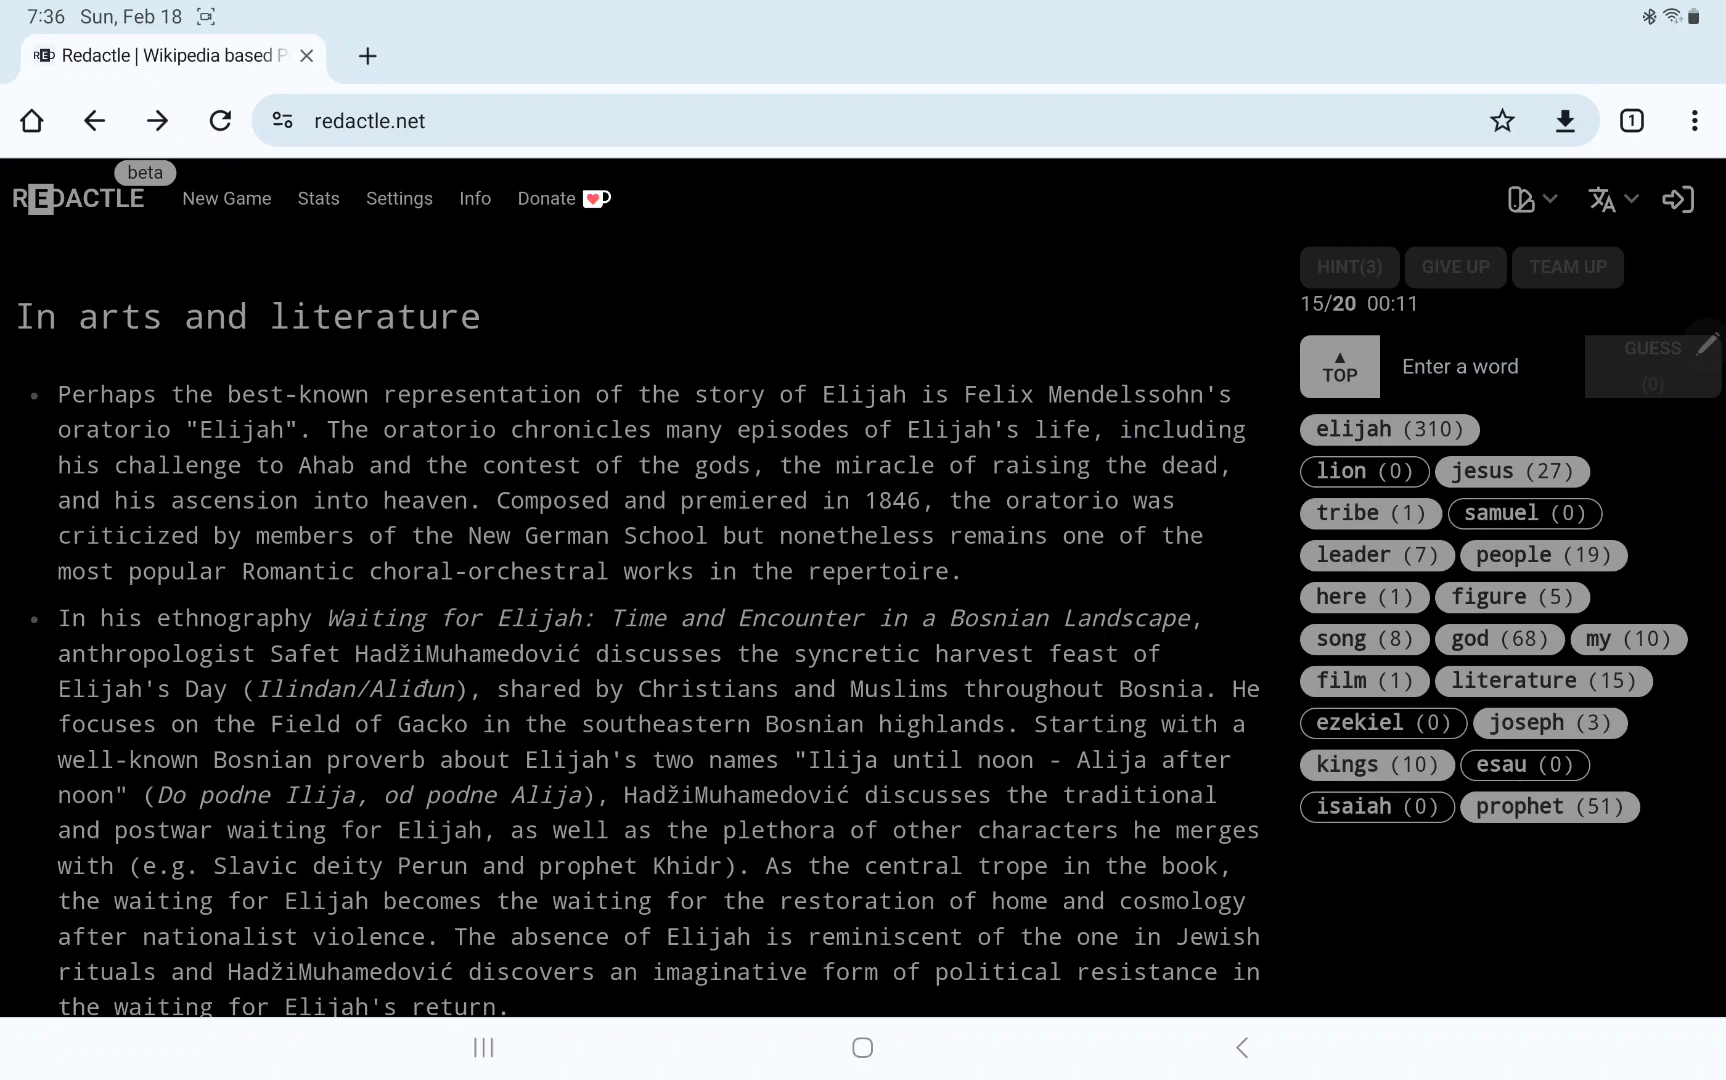 7:36 Sun, Feb 18
RED Redactle | Wikipedia based P
redactle.net
1
beta
REDACTLE New Game Stats Settings Info Donate
HINT(3) GIVE UP TEAM UP
15/20 00:11
▲
TOP
Enter a word
GUESS
(0)
In arts and literature
• Perhaps the best-known representation of the story of Elijah is Felix Mendelssohn's
oratorio "Elijah". The oratorio chronicles many episodes of Elijah's life, including
his challenge to Ahab and the contest of the gods, the miracle of raising the dead,
and his ascension into heaven. Composed and premiered in 1846, the oratorio was
criticized by members of the New German School but nonetheless remains one of the
most popular Romantic choral-orchestral works in the repertoire.
• In his ethnography Waiting for Elijah: Time and Encounter in a Bosnian Landscape,
anthropologist Safet HadžiMuhamedović discusses the syncretic harvest feast of
Elijah's Day (Ilindan/Aliđun), shared by Christians and Muslims throughout Bosnia. He
focuses on the Field of Gacko in the southeastern Bosnian highlands. Starting with a
well-known Bosnian proverb about Elijah's two names "Ilija until noon - Alija after
noon" (Do podne Ilija, od podne Alija), HadžiMuhamedović discusses the traditional
and postwar waiting for Elijah, as well as the plethora of other characters he merges
with (e.g. Slavic deity Perun and prophet Khidr). As the central trope in the book,
the waiting for Elijah becomes the waiting for the restoration of home and cosmology
after nationalist violence. The absence of Elijah is reminiscent of the one in Jewish
rituals and HadžiMuhamedović discovers an imaginative form of political resistance in
the waiting for Elijah's return.
elijah (310)
lion (0) jesus (27)
tribe (1) samuel (0)
leader (7) people (19)
here (1) figure (5)
song (8) god (68) my (10)
film (1) literature (15)
ezekiel (0) joseph (3)
kings (10) esau (0)
isaiah (0) prophet (51)